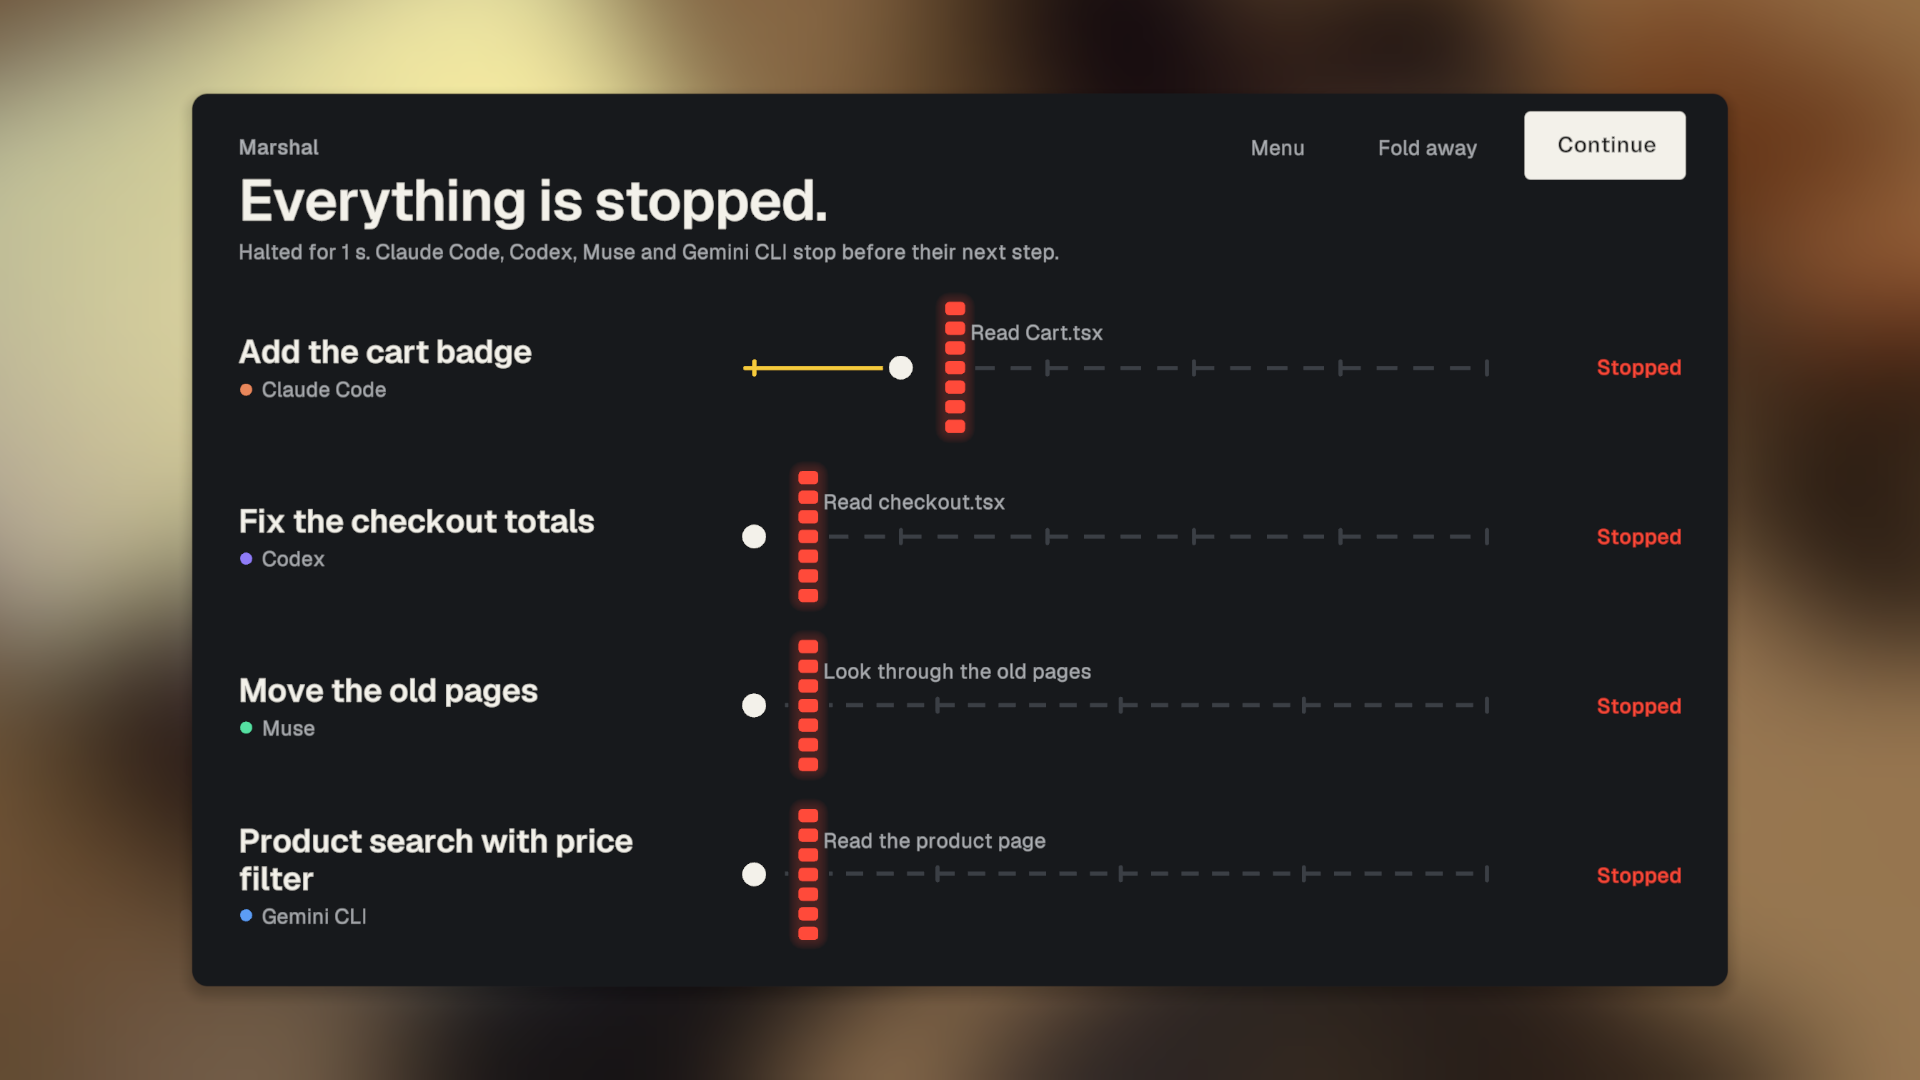 Marshal
Menu
Fold away
Continue
Everything is stopped.
Halted for 1 s. Claude Code, Codex, Muse and Gemini CLI stop before their next step.
Add the cart badge
Claude Code
Read Cart.tsx
Stopped
Fix the checkout totals
Codex
Read checkout.tsx
Stopped
Move the old pages
Muse
Look through the old pages
Stopped
Product search with price
filter
Gemini CLI
Read the product page
Stopped